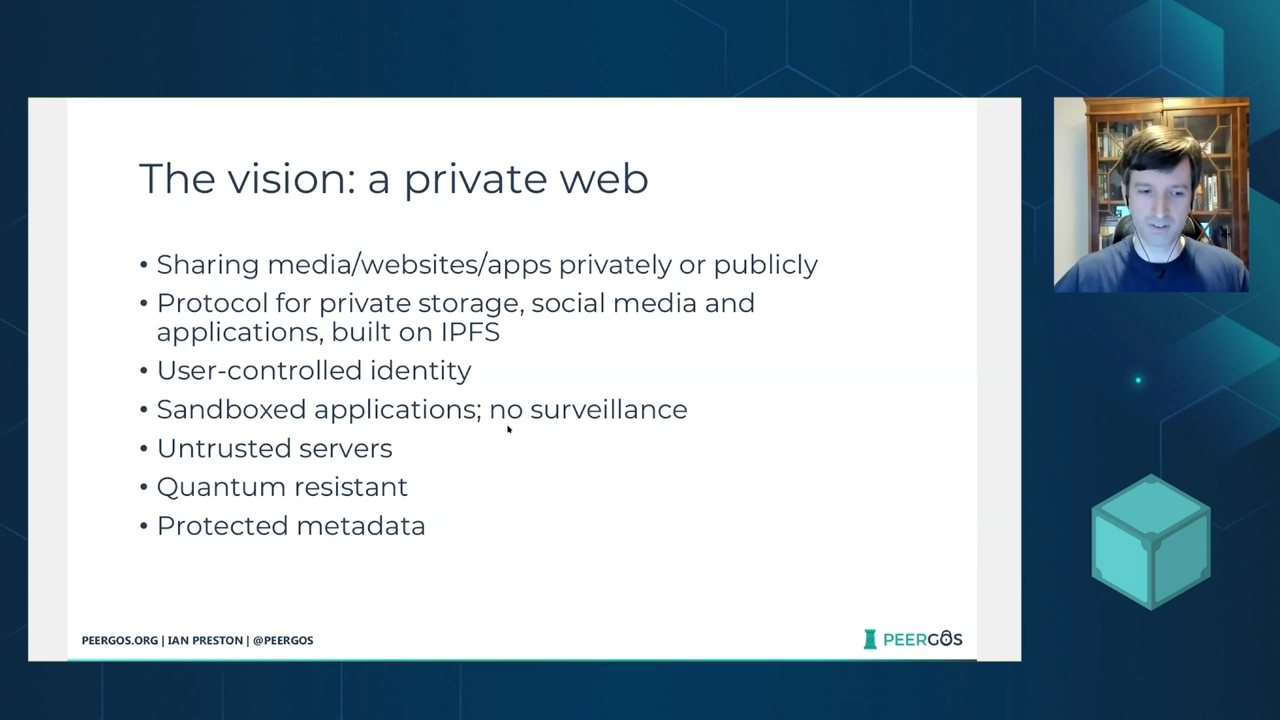 The vision: a private web
• Sharing media/websites/apps privately or publicly
• Protocol for private storage, social media and
applications, built on IPFS
• User-controlled identity
• Sandboxed applications; no surveillance
• Untrusted servers
• Quantum resistant
• Protected metadata
PEERGOS.ORG | IAN PRESTON | @PEERGOS
PEERGOS